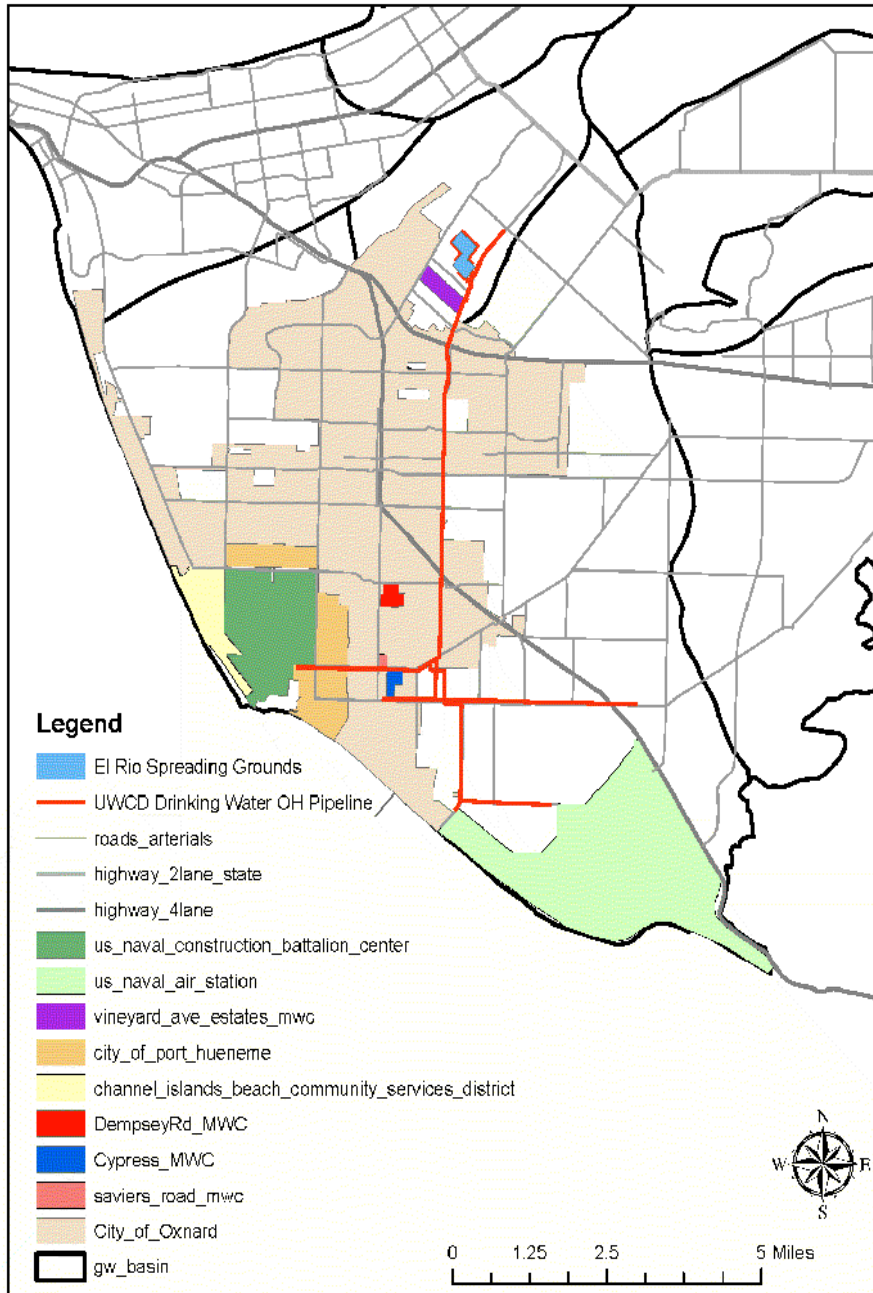 Legend
El Rio Spreading Grounds
UWCD Drinking Water OH Pipeline
roads_arterials
highway_2lane_state
highway_4lane
us_naval_construction_battalion_center
us_naval_air_station
vineyard_ave_estates_mwc
city_of_port_hueneme
channel_islands_beach_community_services_district
DempseyRd_MWC
Cypress_MWC
saviers_road_mwc
City_of_Oxnard
gw_basin
N
W E
S
0 1.25 2.5 5 Miles